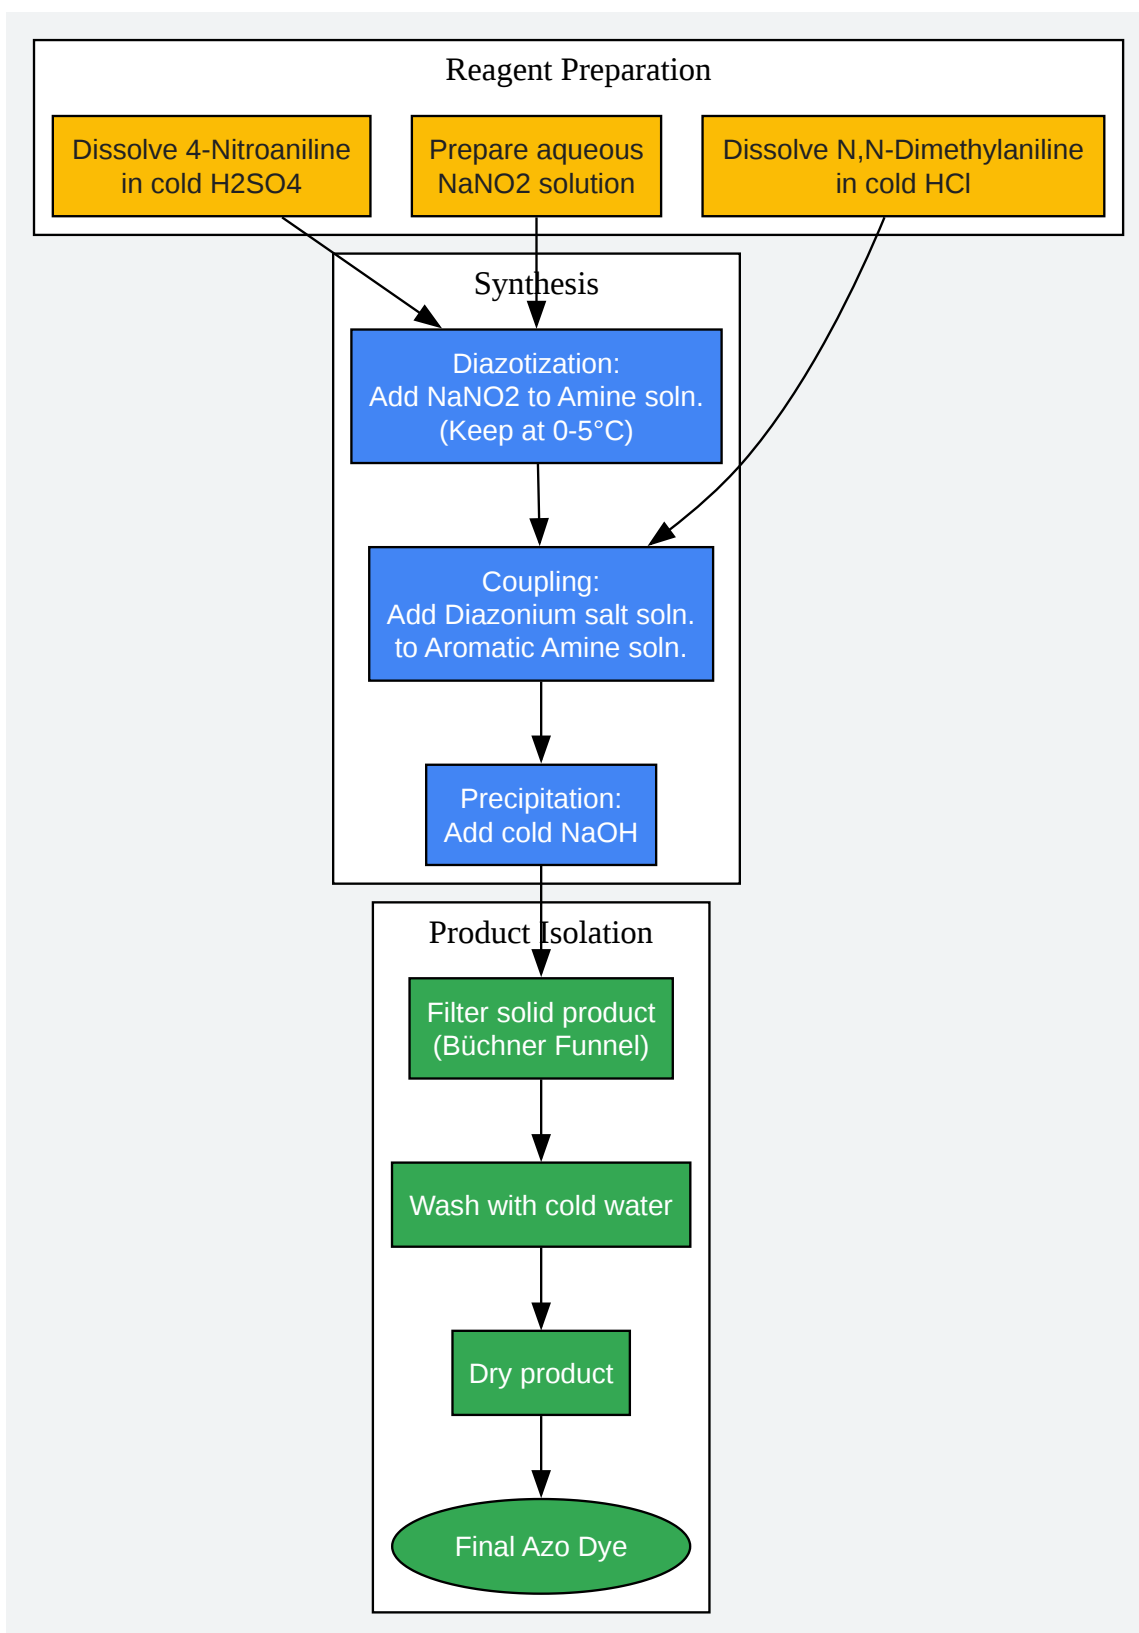 Reagent Preparation
Dissolve 4-Nitroaniline
in cold H2SO4
Prepare aqueous
NaNO2 solution
Dissolve N,N-Dimethylaniline
in cold HCl
Synthesis
Diazotization:
Add NaNO2 to Amine soln.
(Keep at 0-5°C)
Coupling:
Add Diazonium salt soln.
to Aromatic Amine soln.
Precipitation:
Add cold NaOH
Product Isolation
Filter solid product
(Büchner Funnel)
Wash with cold water
Dry product
Final Azo Dye